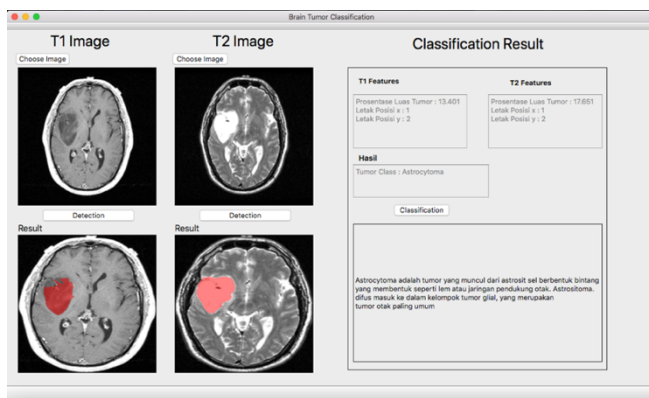 Brain Tumor Classification
T1 Image
T2 Image
Classification Result
Choose Image
Choose Image
T1 Features
T2 Features
Prosentase Luas Tumor : 13.401
Letak Posisi x : 1
Letak Posisi y : 2
Prosentase Luas Tumor : 17.651
Letak Posisi x : 1
Letak Posisi y : 2
Hasil
Tumor Class : Astrocytoma
Classification
Detection
Detection
Result
Result
Astrocytoma adalah tumor yang muncul dari astrosit sel berbentuk bintang
yang membentuk seperti lem atau jaringan pendukung otak. Astrositoma.
difus masuk ke dalam kelompok tumor glial, yang merupakan
tumor otak paling umum